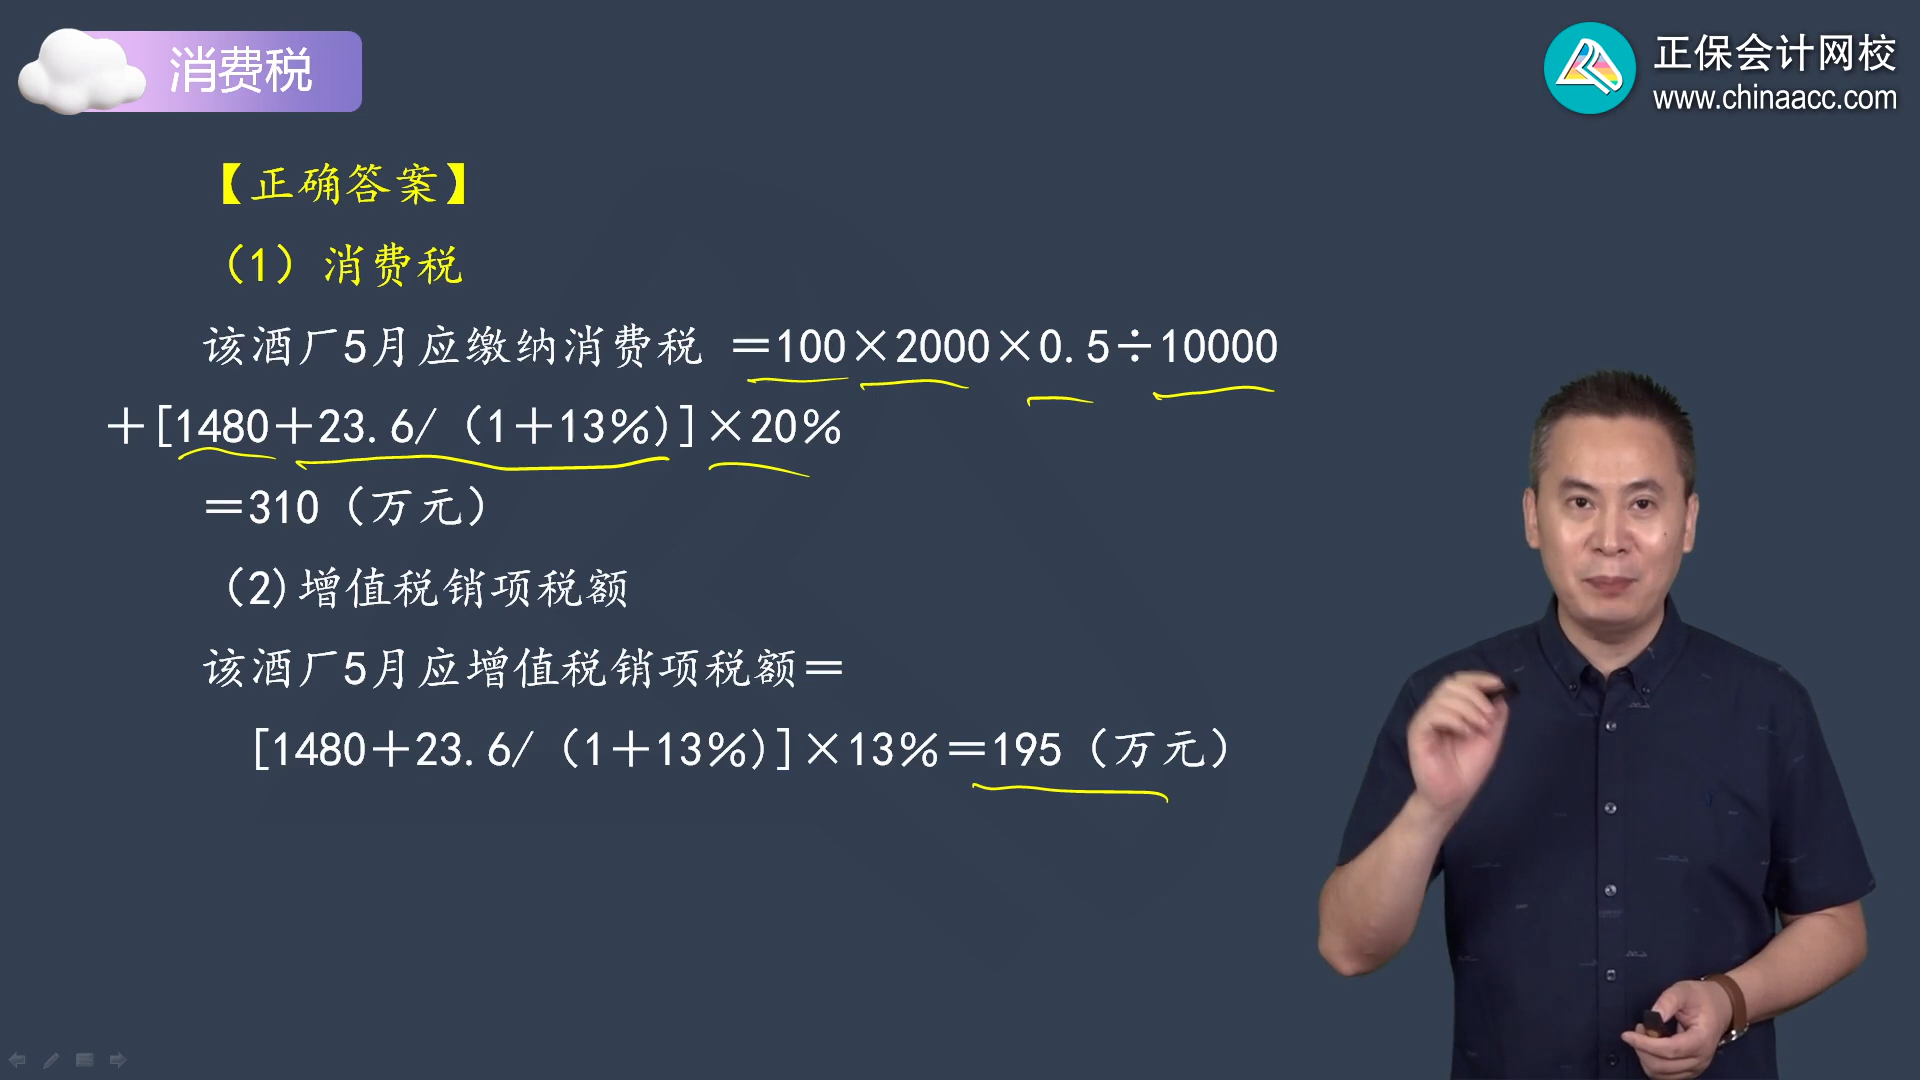 消费税
正保会计网校
www.chinaacc.com
【正确答案】
（1）消费税
该酒厂5月应缴纳消费税 ＝100×2000×0.5÷10000
＋[1480＋23.6/（1＋13%)]×20%
＝310（万元）
（2)增值税销项税额
该酒厂5月应增值税销项税额＝
[1480＋23.6/（1＋13%)]×13%＝195（万元）